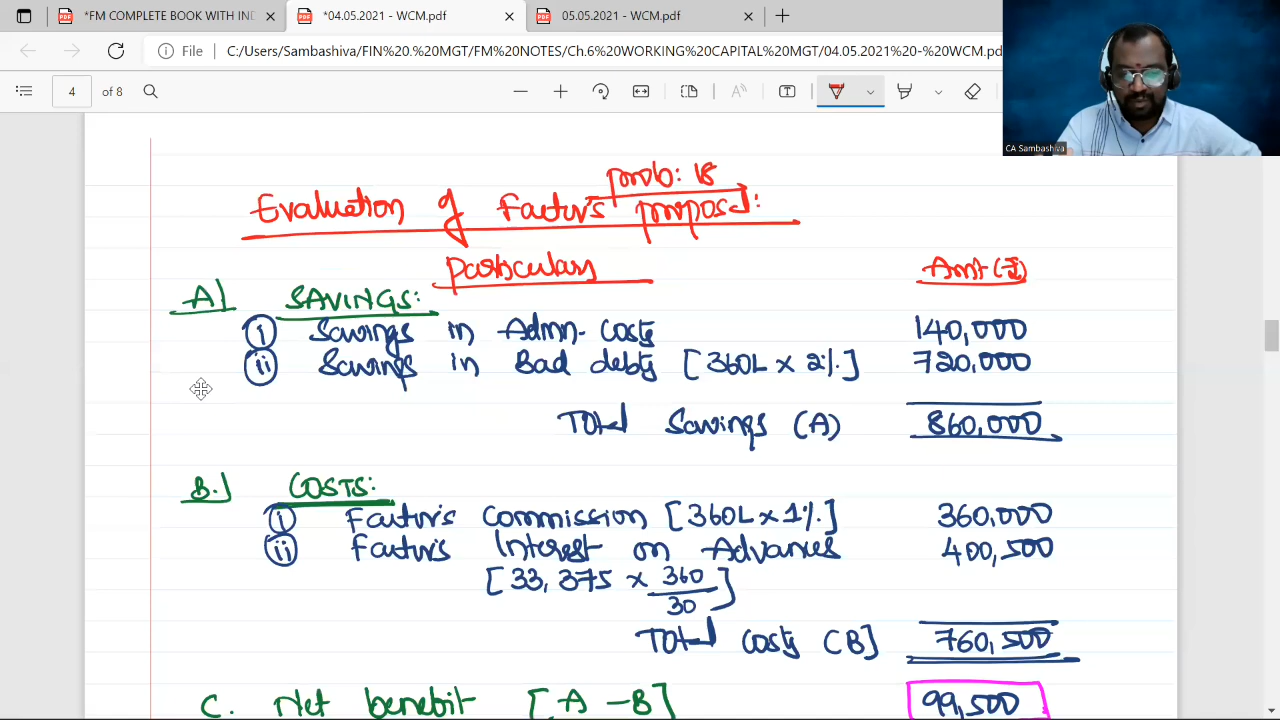 *FM COMPLETE BOOK WITH IND
*04.05.2021 - WCM.pdf
05.05.2021 - WCM.pdf
File
C:/Users/Sambashiva/FIN%20.%20MGT/FM%20NOTES/Ch.6%20WORKING%20CAPITAL%20MGT/04.05.2021%20-%20WCM.pd
4 of 8
CA Sambashiva
prob: 18
Evaluation of Factor's proposal:
Particulars Amt (₹)
A) SAVINGS:
i Savings in Admn. costs 140,000
ii Savings in Bad debts [360L x 2%.] 720,000
Total Savings (A) 860,000
B.) COSTS:
i Factor's Commission [360L x 1%.] 360,000
ii Factor's Interest on Advances 400,500
[33,375 x 360/30]
Total costs (B] 760,500
C. Net benefit [A - B] 99,500